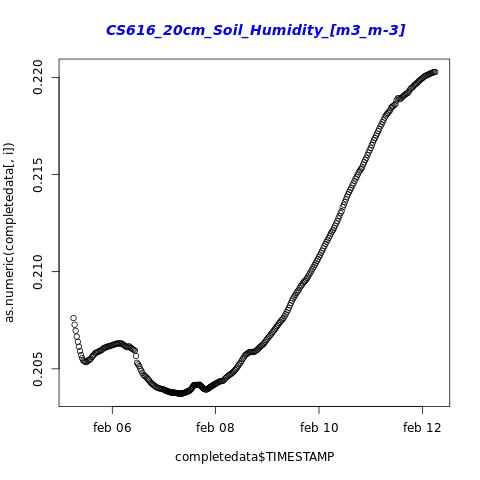 CS616_20cm_Soil_Humidity_[m3_m-3]
as.numeric(completedata[, i])
0.220
0.215
0.210
0.205
feb 06
feb 08
feb 10
feb 12
completedata$TIMESTAMP